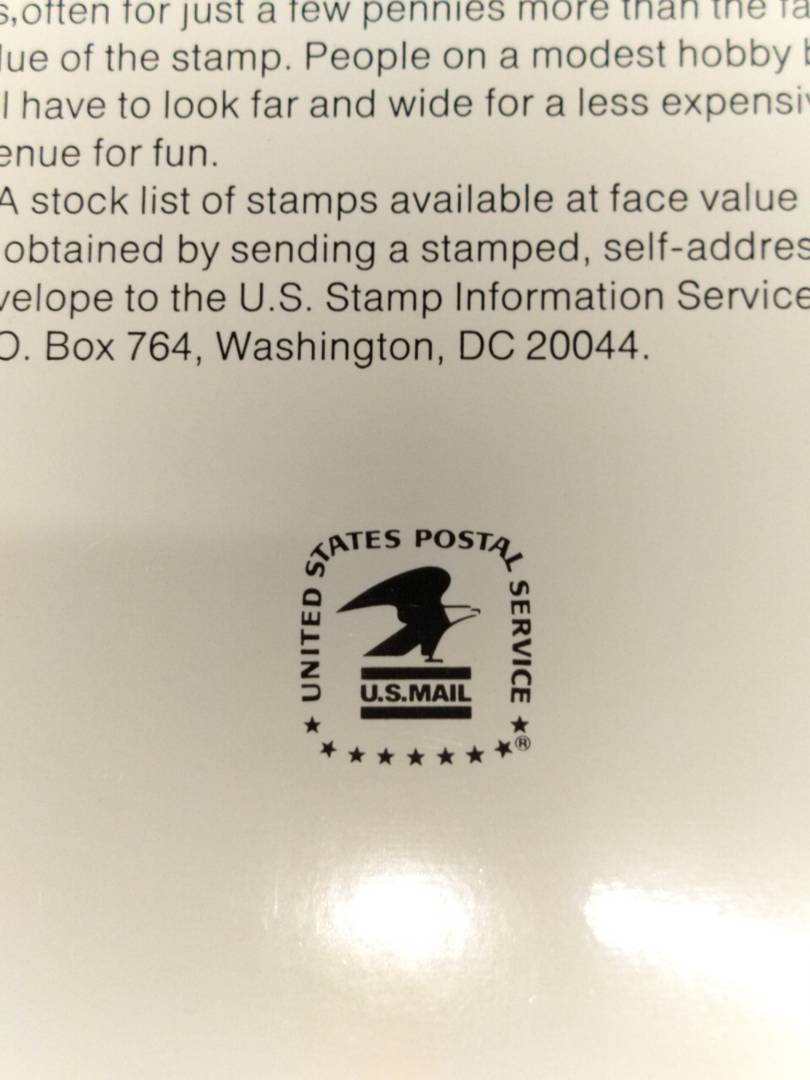 s,often for just a few pennies more than the fa
lue of the stamp. People on a modest hobby b
l have to look far and wide for a less expensiv
enue for fun.
A stock list of stamps available at face value
obtained by sending a stamped, self-addres
velope to the U.S. Stamp Information Service
O. Box 764, Washington, DC 20044.
UNITED STATES POSTAL SERVICE
U.S.MAIL
®